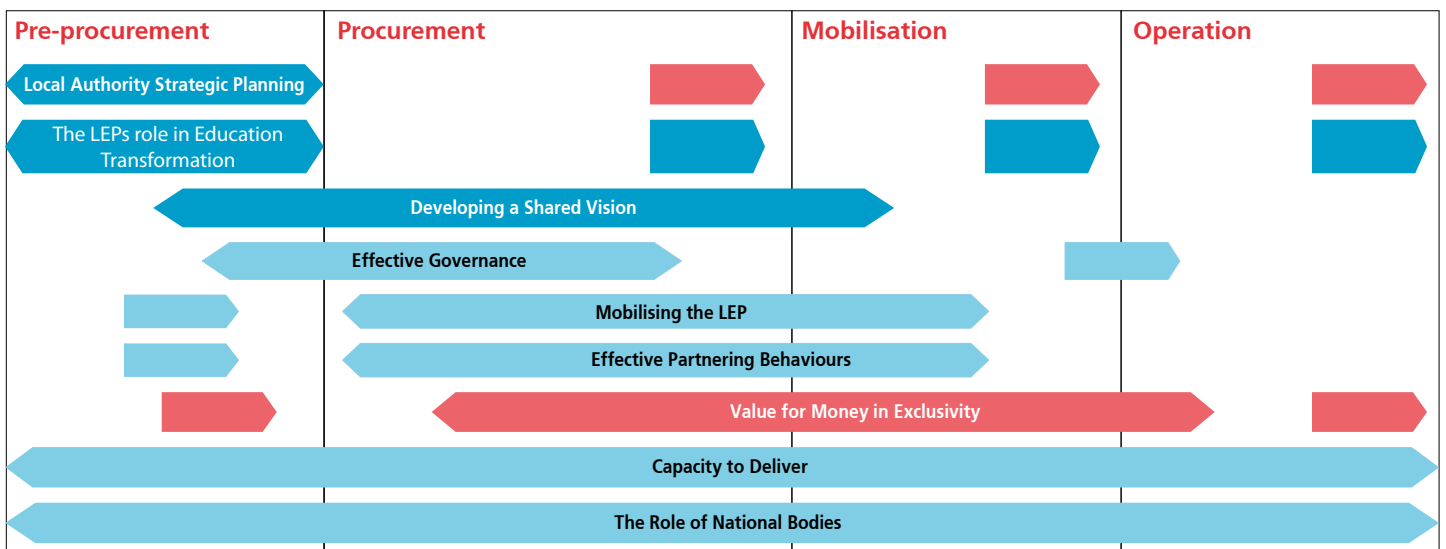 Pre-procurement
Procurement
Mobilisation
Operation
Local Authority Strategic Planning
The LEPs role in Education
Transformation
Developing a Shared Vision
Effective Governance
Mobilising the LEP
Effective Partnering Behaviours
Value for Money in Exclusivity
Capacity to Deliver
The Role of National Bodies